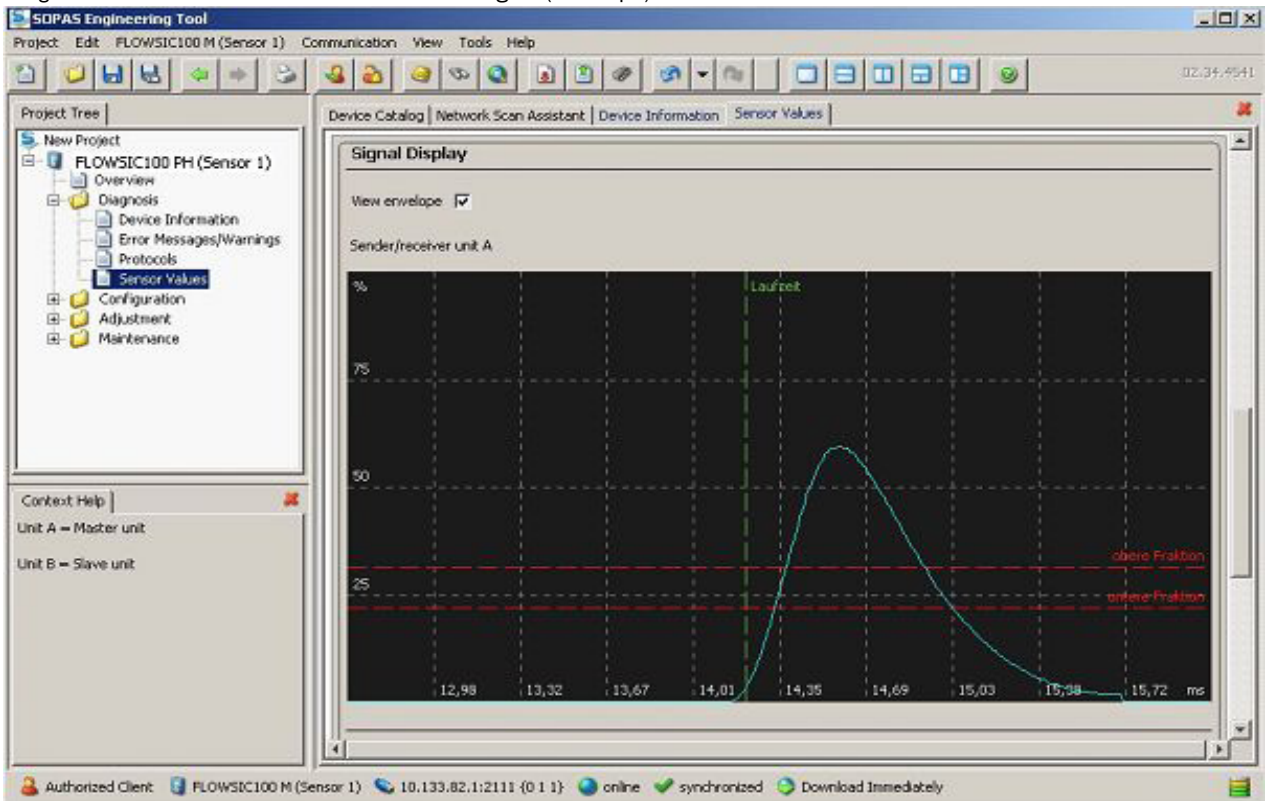 SOPAS Engineering Tool
Project Edit FLOWSIC100 M (Sensor 1) Communication View Tools Help
02.34.4541
Project Tree
New Project
FLOWSIC100 PH (Sensor 1)
Overview
Diagnosis
Device Information
Error Messages/Warnings
Protocols
Sensor Values
Configuration
Adjustment
Maintenance
Context Help
Unit A = Master unit
Unit B = Slave unit
Device Catalog Network Scan Assistant Device Information Sensor Values
Signal Display
View envelope
Sender/receiver unit A
%
Laufzeit
75
50
obere Fraktion
25
untere Fraktion
12,98 13,32 13,67 14,01 14,35 14,69 15,03 15,38 15,72 ms
Authorized Client FLOWSIC100 M (Sensor 1) 10.133.82.1:2111 {0 1 1} online synchronized Download Immediately